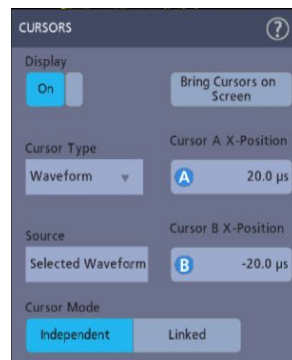 CURSORS
?
Display
On
Bring Cursors on
Screen
Cursor Type
Waveform
Cursor A X-Position
A 20.0 µs
Source
Selected Waveform
Cursor B X-Position
B -20.0 µs
Cursor Mode
Independent Linked